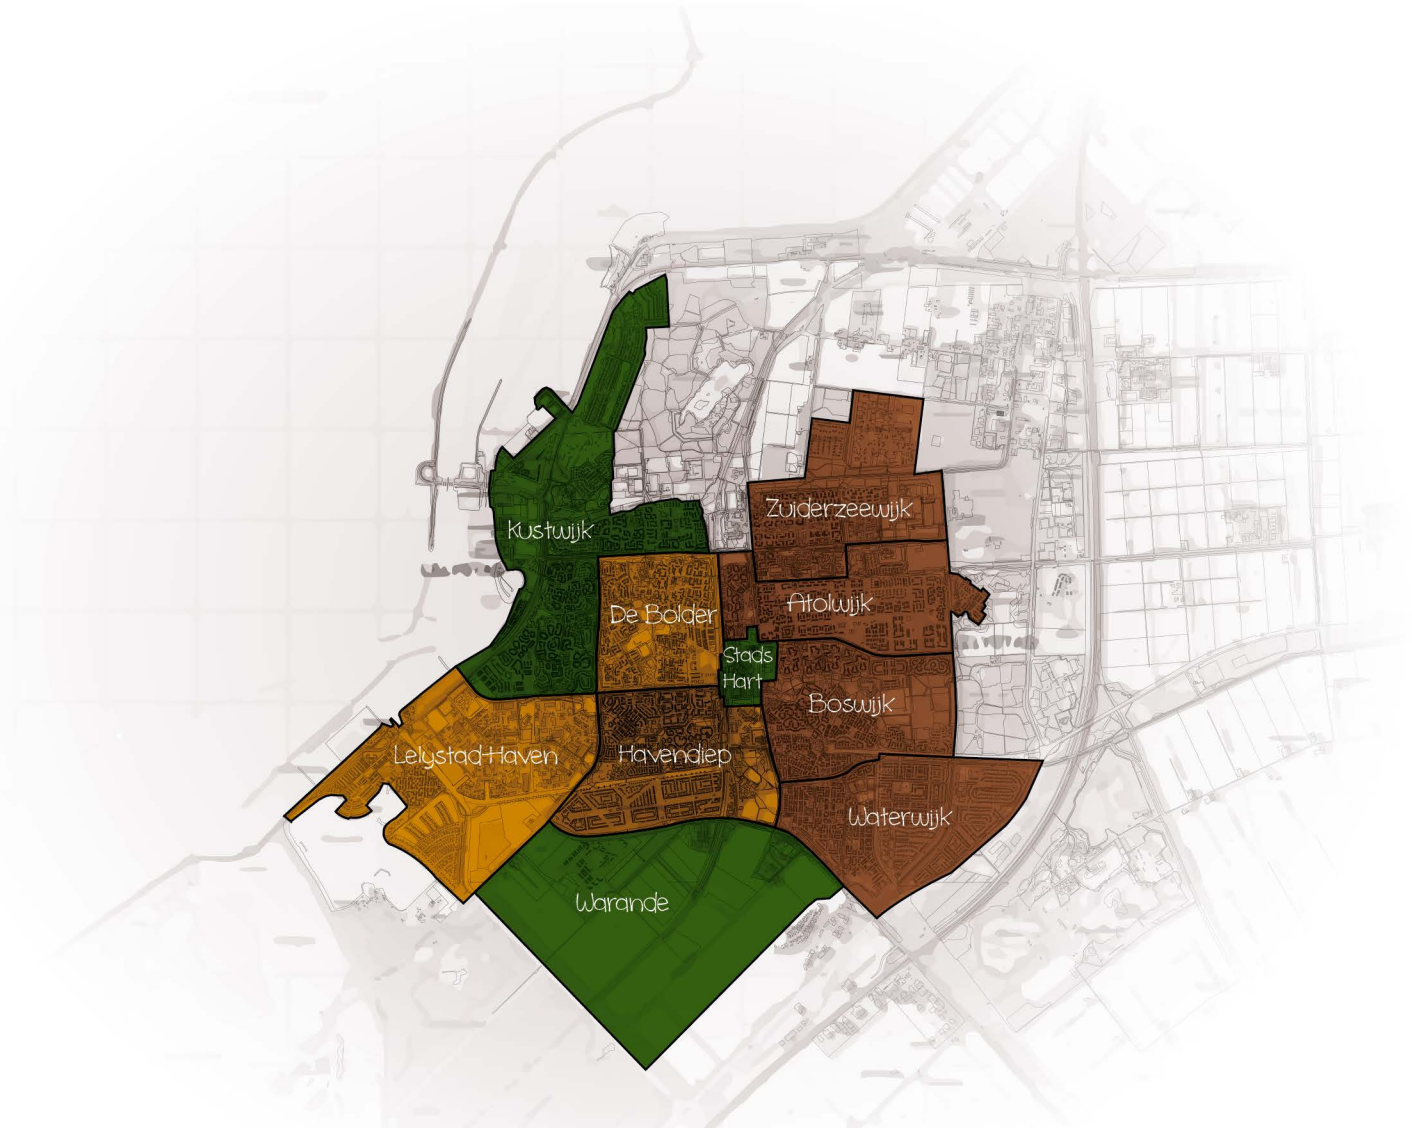 Zuiderzeewijk
Kustwijk
Atolwijk
De Bolder
Stads
Hart
Boswijk
Lelystad-Haven
Havendiep
Waterwijk
Warande